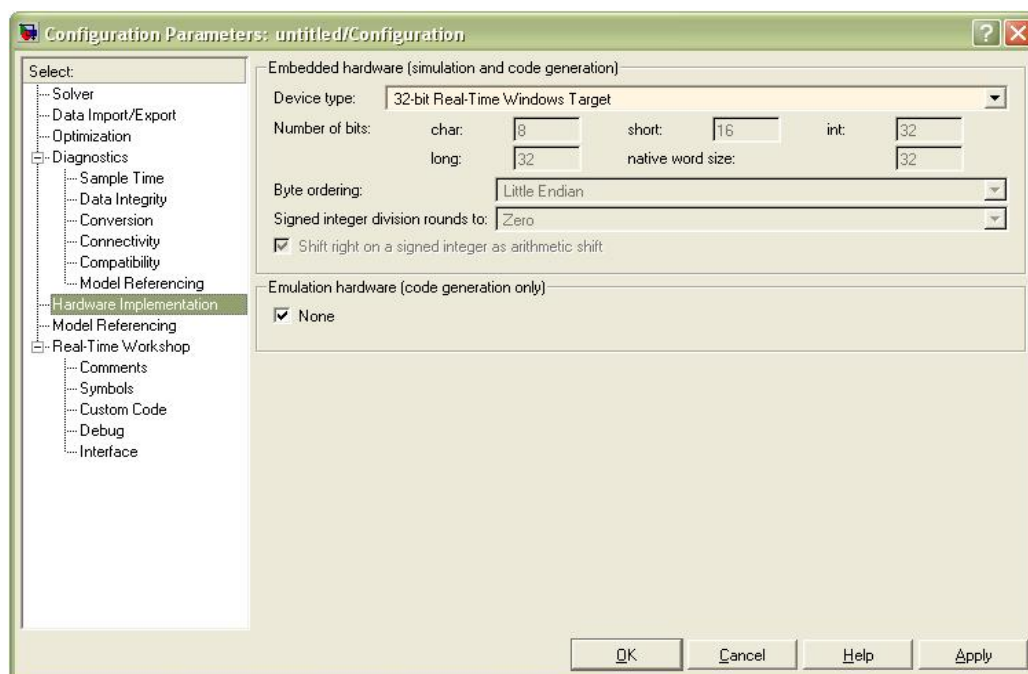 Configuration Parameters: untitled/Configuration
Select:
Solver
Data Import/Export
Optimization
Diagnostics
Sample Time
Data Integrity
Conversion
Connectivity
Compatibility
Model Referencing
Hardware Implementation
Model Referencing
Real-Time Workshop
Comments
Symbols
Custom Code
Debug
Interface
Embedded hardware (simulation and code generation)
Device type: 32-bit Real-Time Windows Target
Number of bits: char: 8 short: 16 int: 32
long: 32 native word size: 32
Byte ordering: Little Endian
Signed integer division rounds to: Zero
Shift right on a signed integer as arithmetic shift
Emulation hardware (code generation only)
None
OK Cancel Help Apply